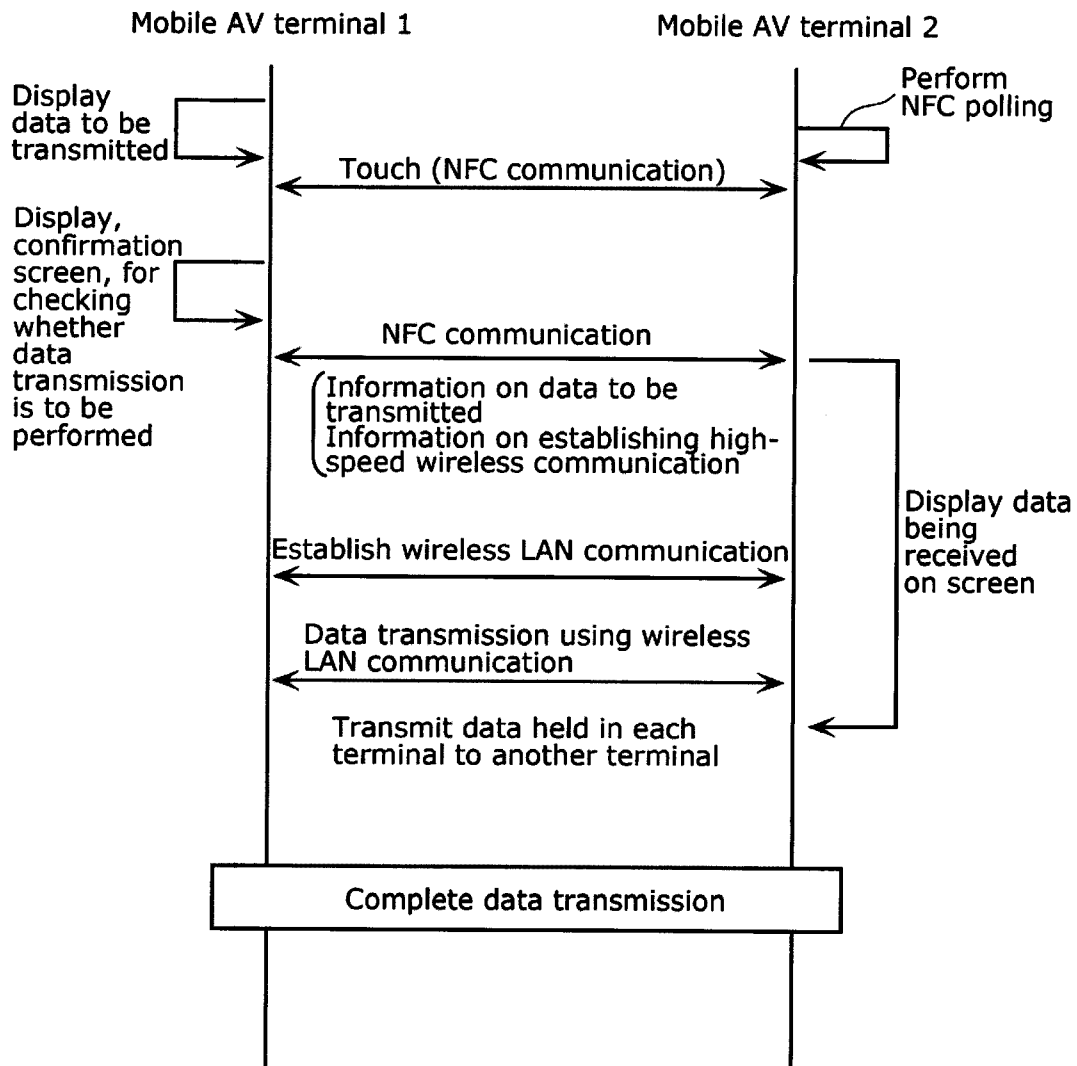 Mobile AV terminal 1
Mobile AV terminal 2
Perform
NFC polling
Display
data to be
transmitted
Touch (NFC communication)
Display,
confirmation
screen, for
checking
whether
data
transmission
is to be
performed
NFC communication
Information on data to be
transmitted
Information on establishing high-
speed wireless communication
Display data
being
received
on screen
Establish wireless LAN communication
Data transmission using wireless
LAN communication
Transmit data held in each
terminal to another terminal
Complete data transmission